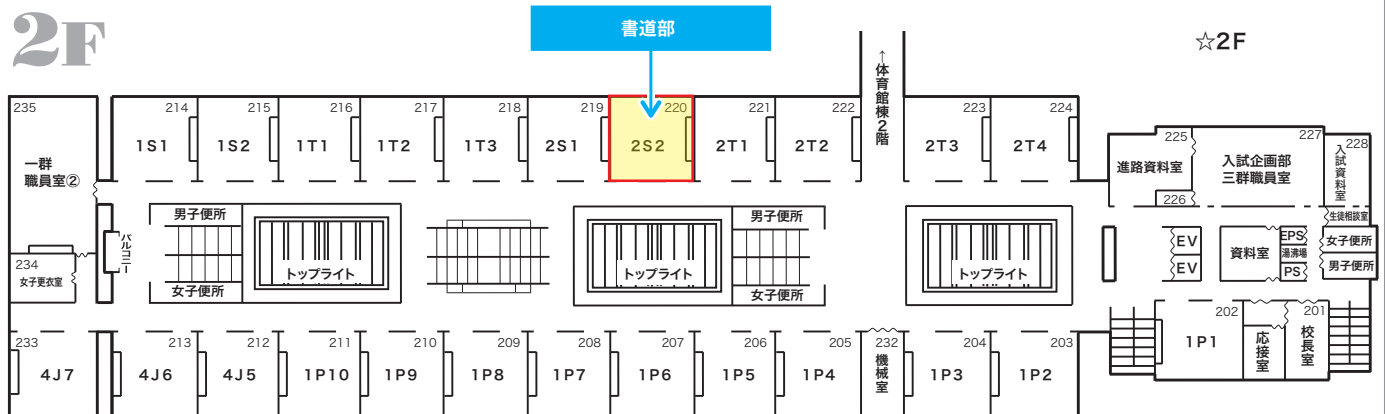 2F
書道部
☆2F
←体育館棟2階
235
一群
職員室②
214
1S1
215
1S2
216
1T1
217
1T2
218
1T3
219
2S1
220
2S2
221
2T1
222
2T2
223
2T3
224
2T4
225
進路資料室
226
227
入試企画部
三群職員室
228
入試資料室
生徒相談室
バルコニー
男子便所
女子便所
トップライト
トップライト
男子便所
女子便所
トップライト
EV
EV
資料室
EPS
湯沸場
PS
女子便所
男子便所
234
女子更衣室
233
4J7
213
4J6
212
4J5
211
1P10
210
1P9
209
1P8
208
1P7
207
1P6
206
1P5
205
1P4
232
機械室
204
1P3
203
1P2
202
1P1
応接室
201
校長室